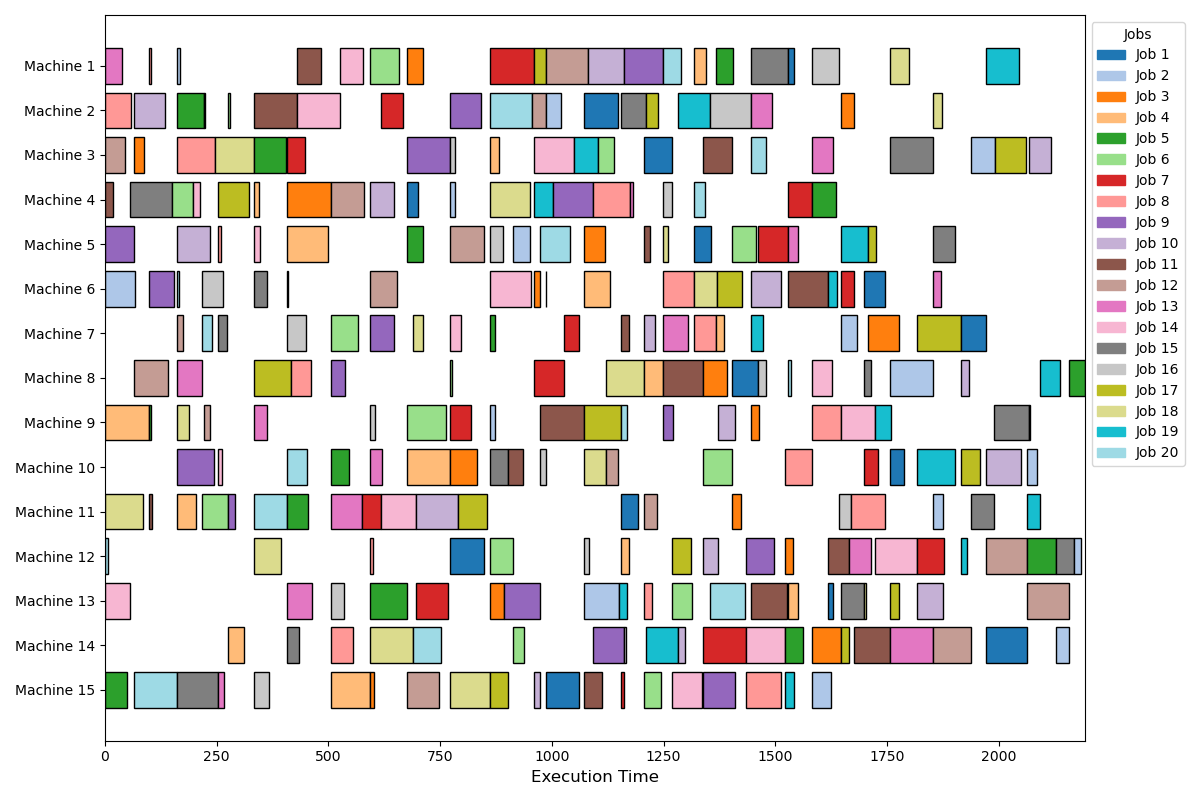 Machine 1
Machine 2
Machine 3
Machine 4
Machine 5
Machine 6
Machine 7
Machine 8
Machine 9
Machine 10
Machine 11
Machine 12
Machine 13
Machine 14
Machine 15
0 250 500 750 1000 1250 1500 1750 2000
Execution Time
Jobs
Job 1
Job 2
Job 3
Job 4
Job 5
Job 6
Job 7
Job 8
Job 9
Job 10
Job 11
Job 12
Job 13
Job 14
Job 15
Job 16
Job 17
Job 18
Job 19
Job 20